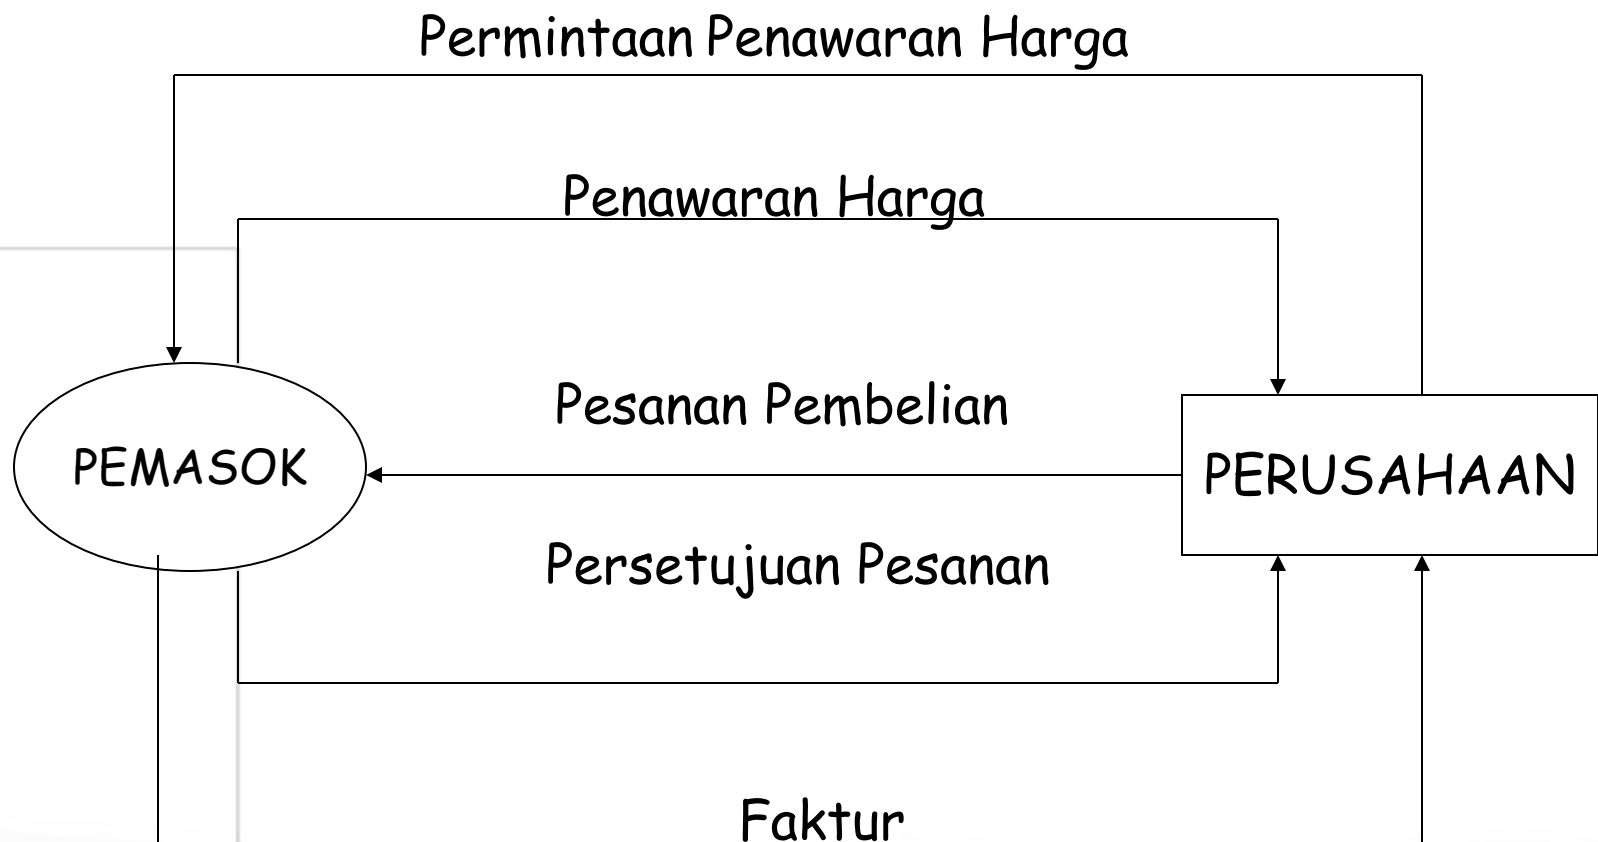 Permintaan Penawaran Harga
Penawaran Harga
Pesanan Pembelian
PEMASOK
PERUSAHAAN
Persetujuan Pesanan
Faktur